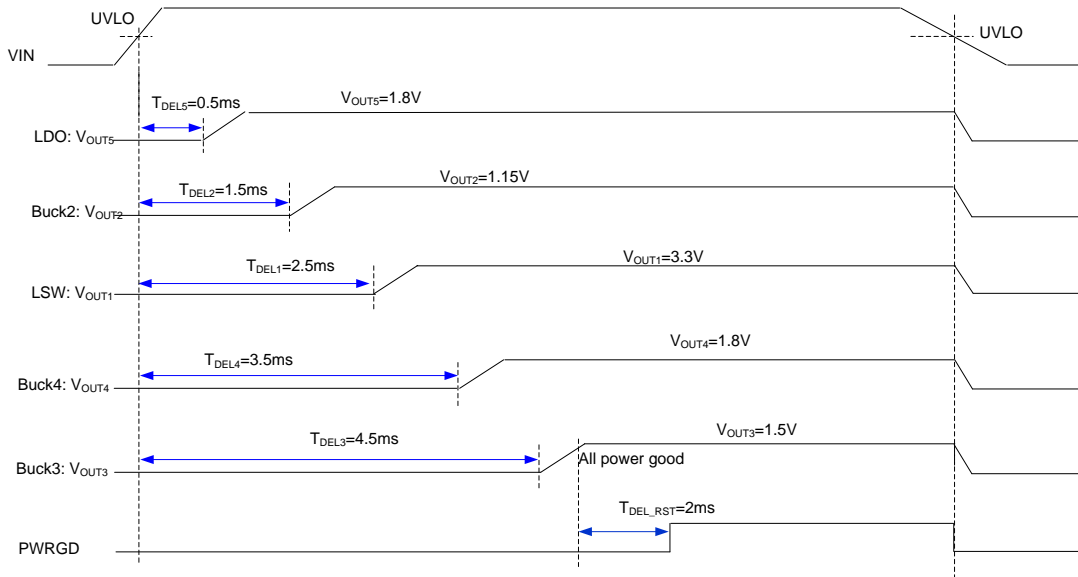 UVLO
UVLO
VIN
TDEL5=0.5ms
VOUT5=1.8V
LDO: VOUT5
TDEL2=1.5ms
VOUT2=1.15V
Buck2: VOUT2
TDEL1=2.5ms
VOUT1=3.3V
LSW: VOUT1
TDEL4=3.5ms
VOUT4=1.8V
Buck4: VOUT4
TDEL3=4.5ms
VOUT3=1.5V
Buck3: VOUT3
All power good
TDEL_RST=2ms
PWRGD